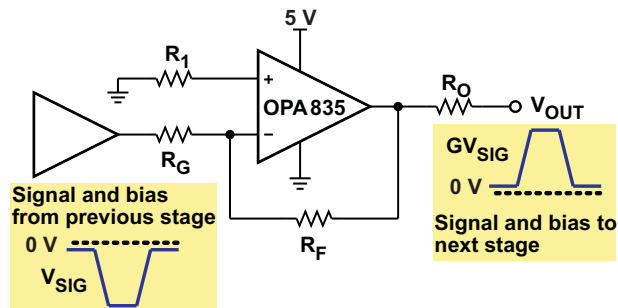 5 V
R1
+
OPA835
−
RO
VOUT
RG
GVSIG
0 V
Signal and bias to
next stage
Signal and bias
from previous stage
0 V
VSIG
RF